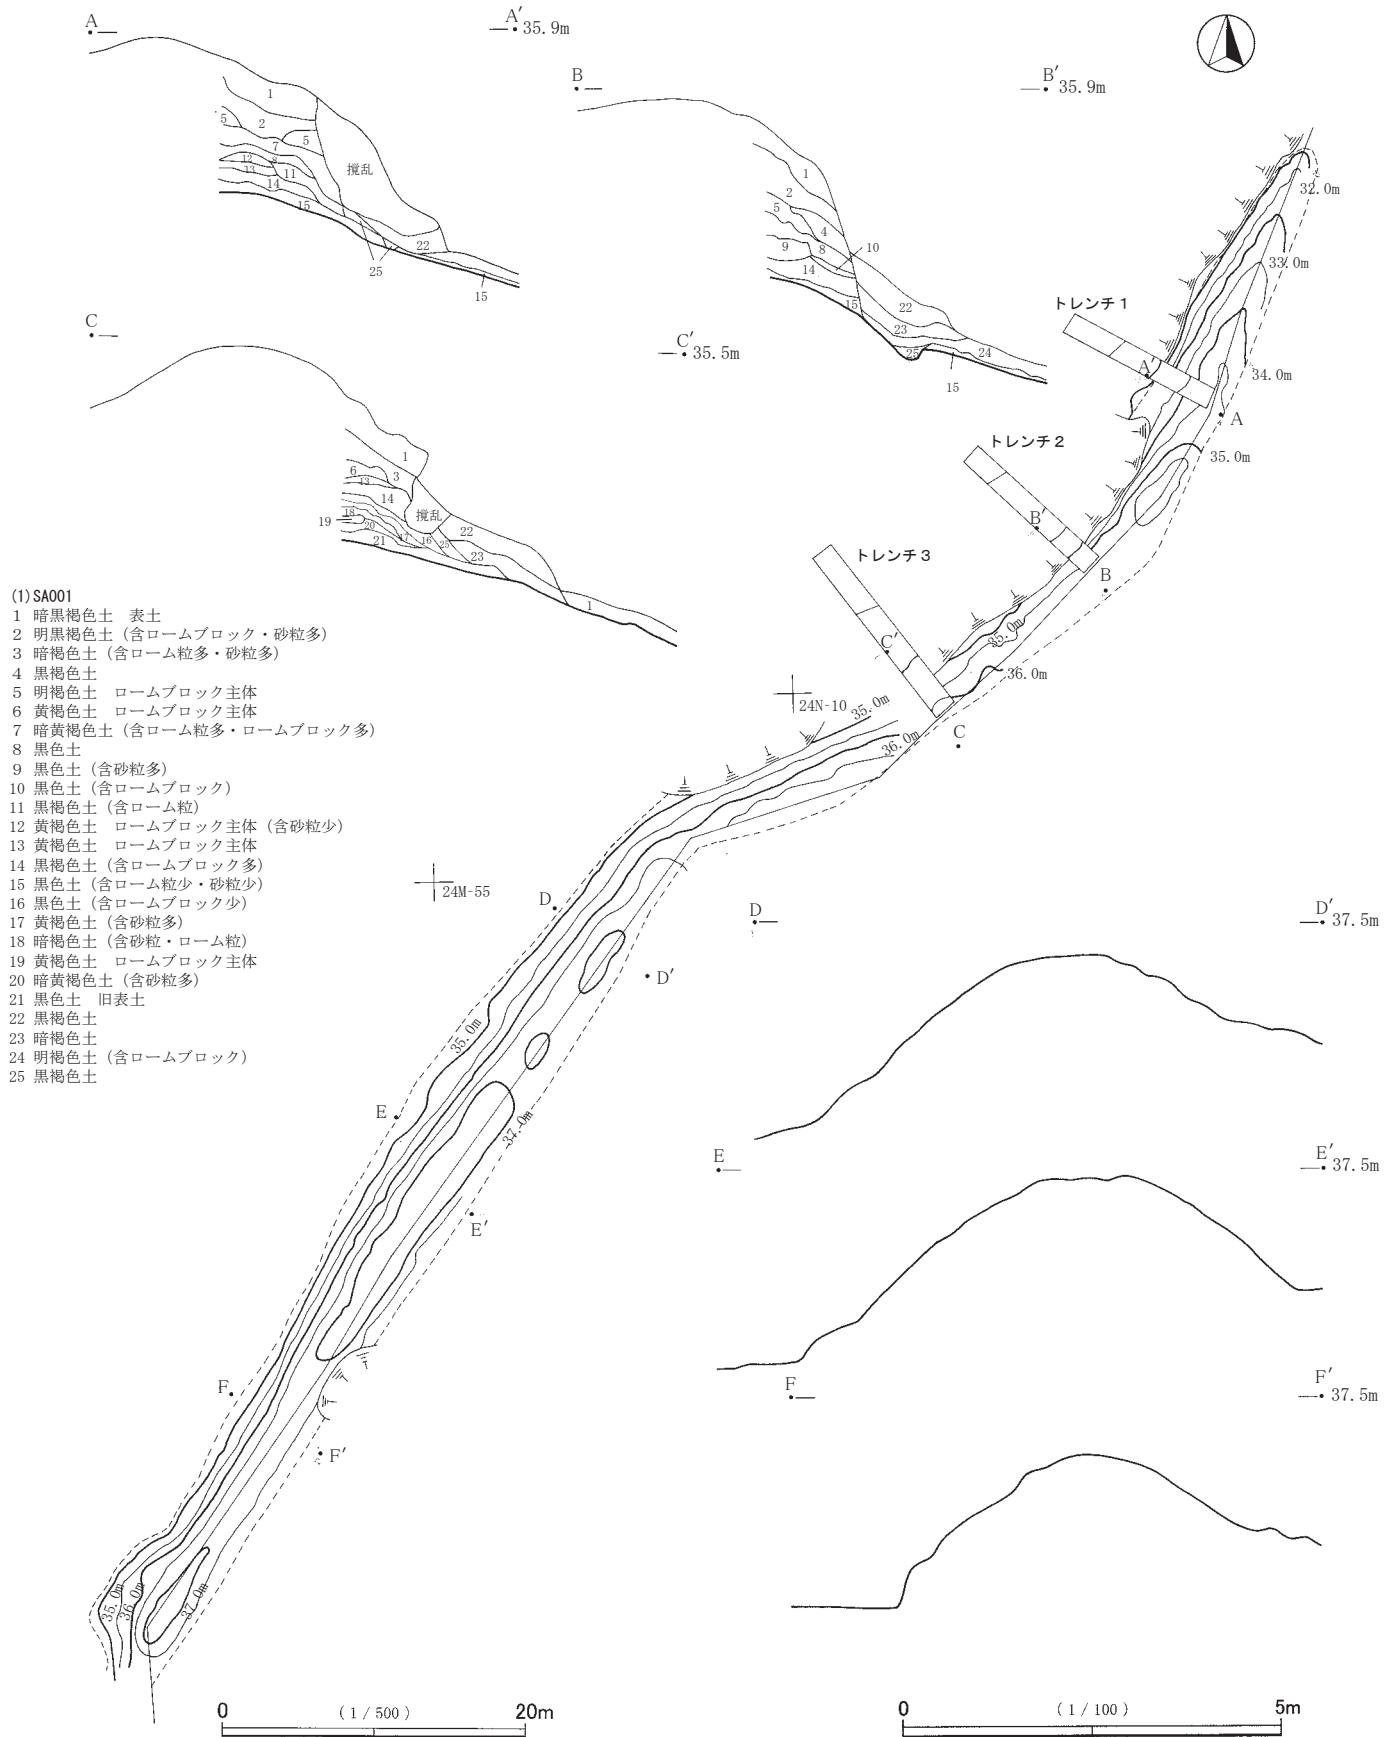 A
A′ 35.9m
1
2
5
5
7
12
8
13
11
14
15
攪乱
22
25
15
B
B′ 35.9m
1
2
5
4
9
8
10
14
15
22
23
25
24
15
C
C′ 35.5m
1
6
3
13
14
攪乱
18
19
20
17
16
25
22
21
23
1
32.0m
33.0m
トレンチ1
A′
34.0m
A
トレンチ2
35.0m
B′
B
トレンチ3
35.0m
C′
36.0m
24N-10
35.0m
36.0m
C
(1)SA001
1 暗黒褐色土 表土
2 明黒褐色土(含ロームブロック・砂粒多)
3 暗褐色土(含ローム粒多・砂粒多)
4 黒褐色土
5 明褐色土 ロームブロック主体
6 黄褐色土 ロームブロック主体
7 暗黄褐色土(含ローム粒多・ロームブロック多)
8 黒色土
9 黒色土(含砂粒多)
10 黒色土(含ロームブロック)
11 黒褐色土(含ローム粒)
12 黄褐色土 ロームブロック主体(含砂粒少)
13 黄褐色土 ロームブロック主体
14 黒褐色土(含ロームブロック多)
15 黒色土(含ローム粒少・砂粒少)
16 黒色土(含ロームブロック少)
17 黄褐色土(含砂粒多)
18 暗褐色土(含砂粒・ローム粒)
19 黄褐色土 ロームブロック主体
20 暗黄褐色土(含砂粒多)
21 黒色土 旧表土
22 黒褐色土
23 暗褐色土
24 明褐色土(含ロームブロック)
25 黒褐色土
24M-55
D
D′
35.0m
E
37.0m
E′
F
F′
35.0m
36.0m
37.0m
D
D′ 37.5m
E
E′ 37.5m
F
F′ 37.5m
0 (1/500) 20m
0 (1/100) 5m